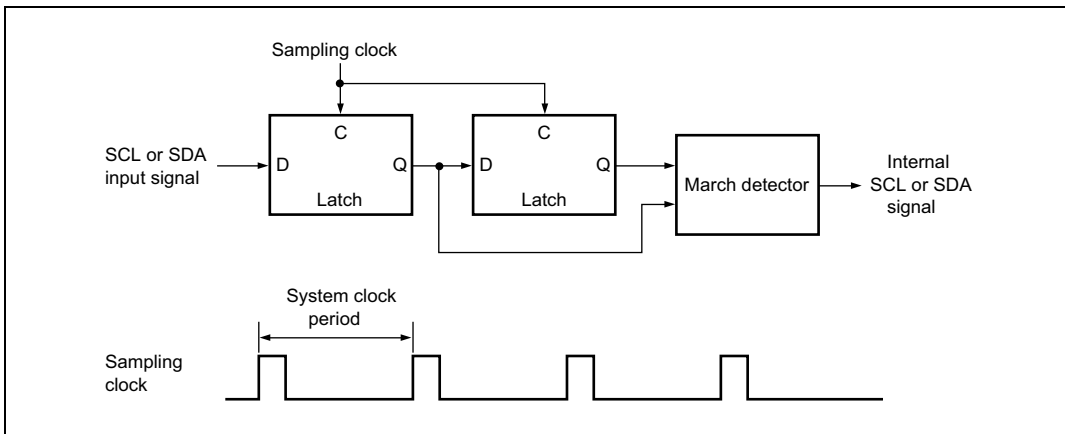 Sampling clock
SCL or SDA
input signal
C
D
Q
Latch
C
D
Q
Latch
March detector
Internal
SCL or SDA
signal
System clock
period
Sampling
clock